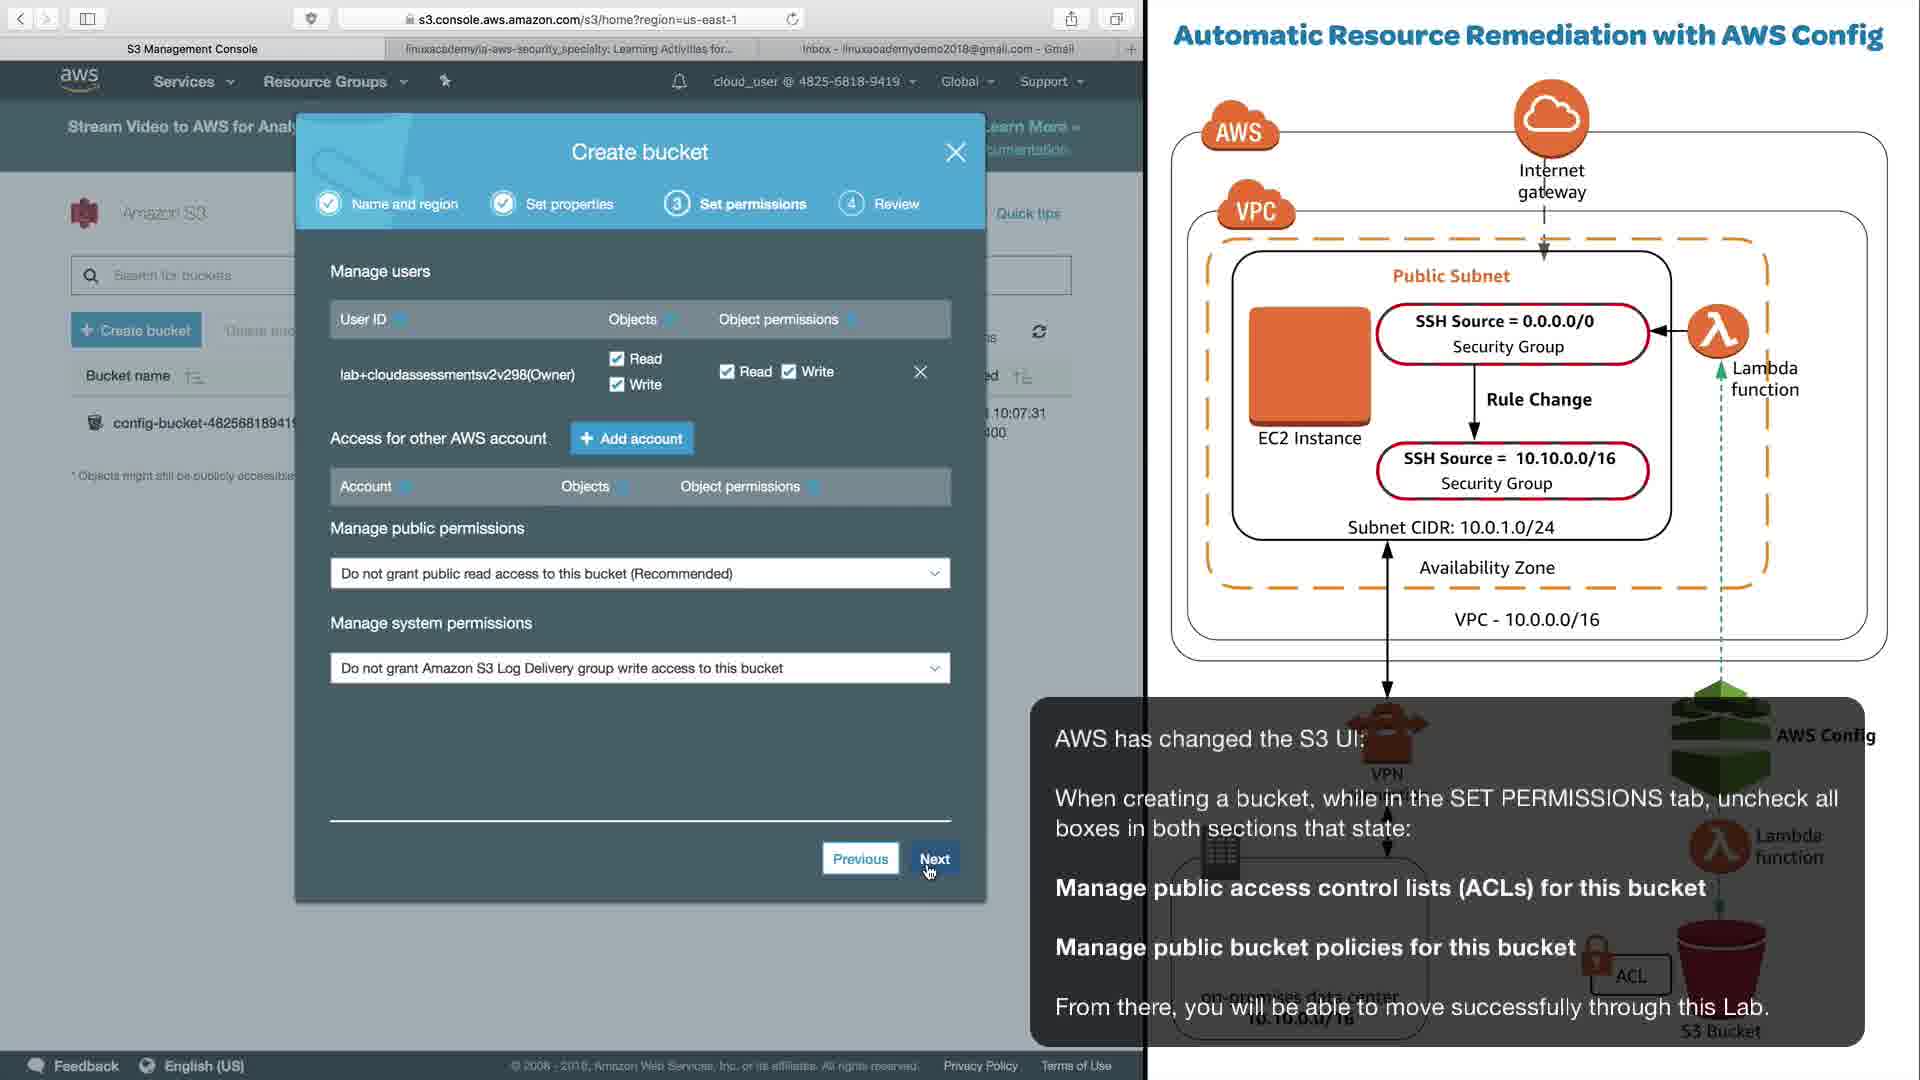 s3.console.aws.amazon.com/s3/home?region=us-east-1
S3 Management Console
linuxacademy/la-aws-security_specialty: Learning Activities for...
Inbox - linuxacademydemo2018@gmail.com - Gmail
aws
Services
Resource Groups
cloud_user @ 4825-6818-9419
Global
Support
Stream Video to AWS for Analy
Learn More »
cumentation
Amazon S3
Quick tips
Search for buckets
+ Create bucket
Bucket name
config-bucket-48256818941
10:07:31
400
* Objects might still be publicly accessible
Create bucket
Name and region
Set properties
3 Set permissions
4 Review
Manage users
User ID
Objects
Object permissions
lab+cloudassessmentsv2v298(Owner)
Read
Write
Read
Write
Access for other AWS account
+ Add account
Account
Objects
Object permissions
Manage public permissions
Do not grant public read access to this bucket (Recommended)
Manage system permissions
Do not grant Amazon S3 Log Delivery group write access to this bucket
Previous
Next
Feedback
English (US)
© 2008 - 2018, Amazon Web Services, Inc. or its affiliates. All rights reserved.
Privacy Policy
Terms of Use
Automatic Resource Remediation with AWS Config
AWS
Internet
gateway
VPC
Public Subnet
SSH Source = 0.0.0.0/0
Security Group
Lambda
function
Rule Change
EC2 Instance
SSH Source = 10.10.0.0/16
Security Group
Subnet CIDR: 10.0.1.0/24
Availability Zone
VPC - 10.0.0.0/16
AWS Config
VPN
Lambda
function
ACL
on-premises data center
10.10.0.0/16
S3 Bucket
AWS has changed the S3 UI:
When creating a bucket, while in the SET PERMISSIONS tab, uncheck all
boxes in both sections that state:
Manage public access control lists (ACLs) for this bucket
Manage public bucket policies for this bucket
From there, you will be able to move successfully through this Lab.